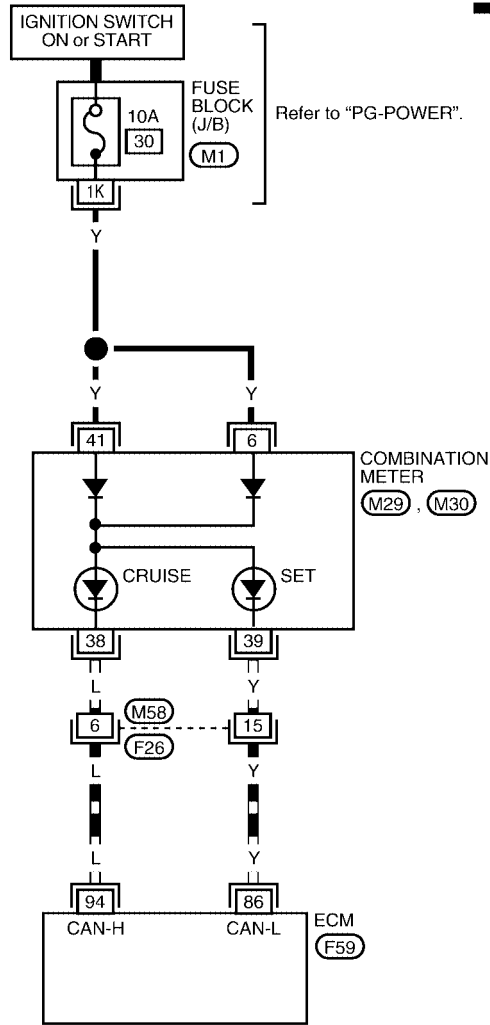 IGNITION SWITCH
ON or START
FUSE
BLOCK
(J/B)
10A
30
M1
Refer to “PG-POWER”.
1K
Y
Y
Y
41
6
COMBINATION
METER
M29 , M30
CRUISE
SET
38
39
L
Y
6
M58
15
F26
L
Y
L
Y
94
86
CAN-H
CAN-L
ECM
F59